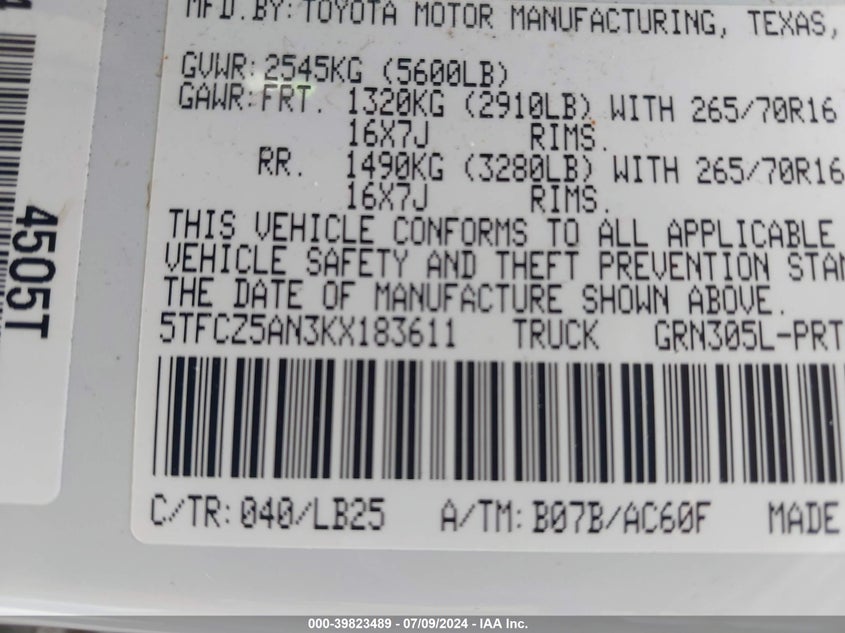 MFD.BY:TOYOTA MOTOR MANUFACTURING, TEXAS,
GVWR:2545KG (5600LB)
GAWR:FRT. 1320KG (2910LB) WITH 265/70R16
16X7J RIMS.
RR. 1490KG (3280LB) WITH 265/70R16
16X7J RIMS.
THIS VEHICLE CONFORMS TO ALL APPLICABLE
VEHICLE SAFETY AND THEFT PREVENTION STAN
THE DATE OF MANUFACTURE SHOWN ABOVE.
5TFCZ5AN3KX183611 TRUCK GRN305L-PRT
C/TR:040/LB25 A/TM:B07B/AC60F MADE
4505T
000-39823489 - 07/09/2024 - IAA, Inc.